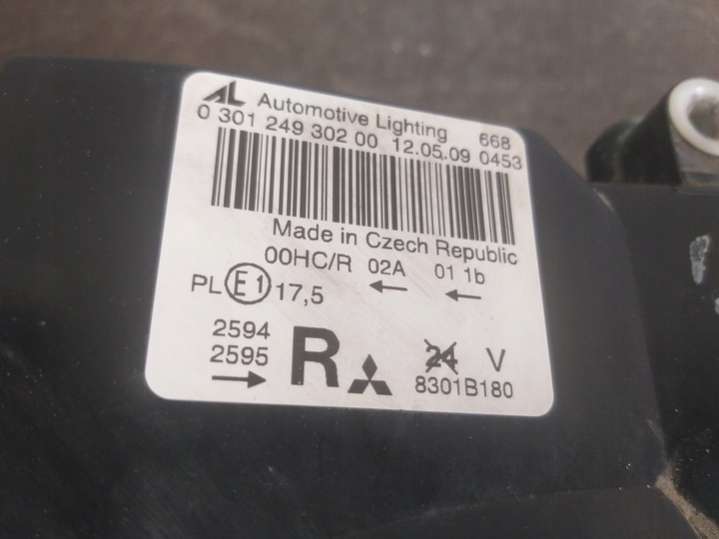 AL Automotive Lighting 668
0 301 249 302 00 12.05.09 0453
Made in Czech Republic
00HC/R 02A 01 1b
PL E1 17,5 ← ←
2594
2595
→ R 24 V
8301B180